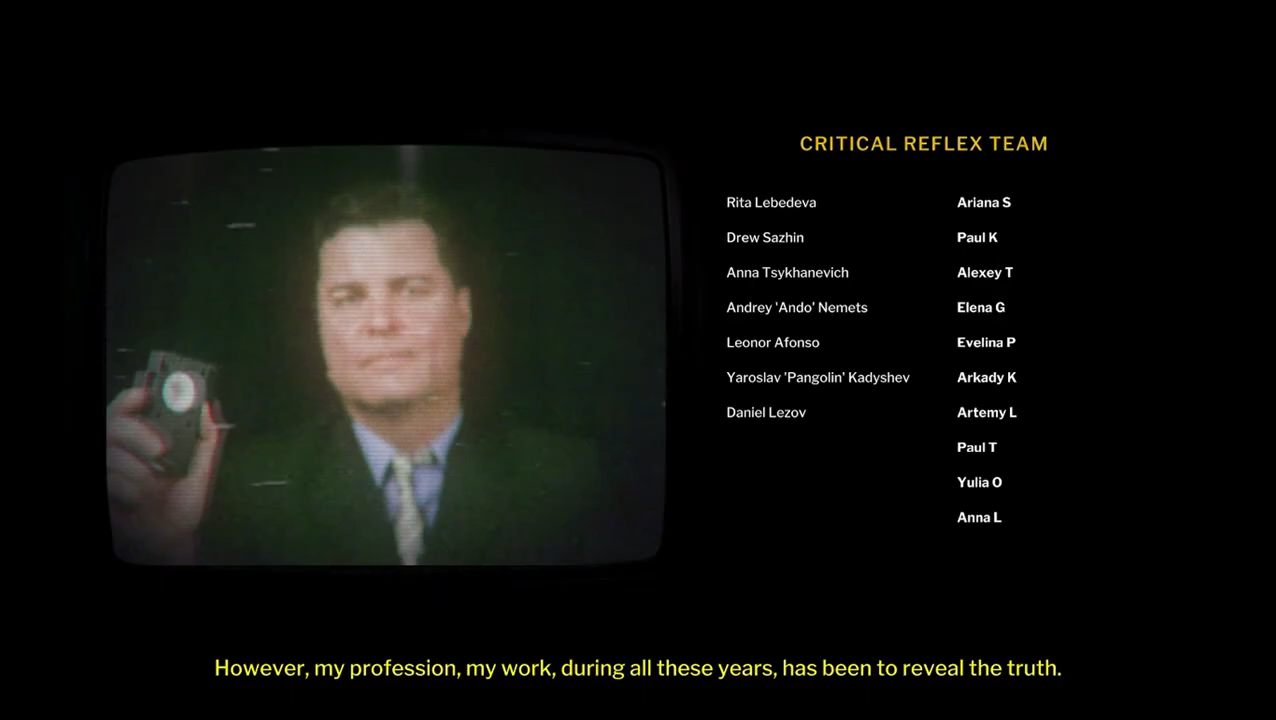 CRITICAL REFLEX TEAM
Rita Lebedeva Ariana S
Drew Sazhin Paul K
Anna Tsykhanevich Alexey T
Andrey 'Ando' Nemets Elena G
Leonor Afonso Evelina P
Yaroslav 'Pangolin' Kadyshev Arkady K
Daniel Lezov Artemy L
Paul T
Yulia O
Anna L
However, my profession, my work, during all these years, has been to reveal the truth.